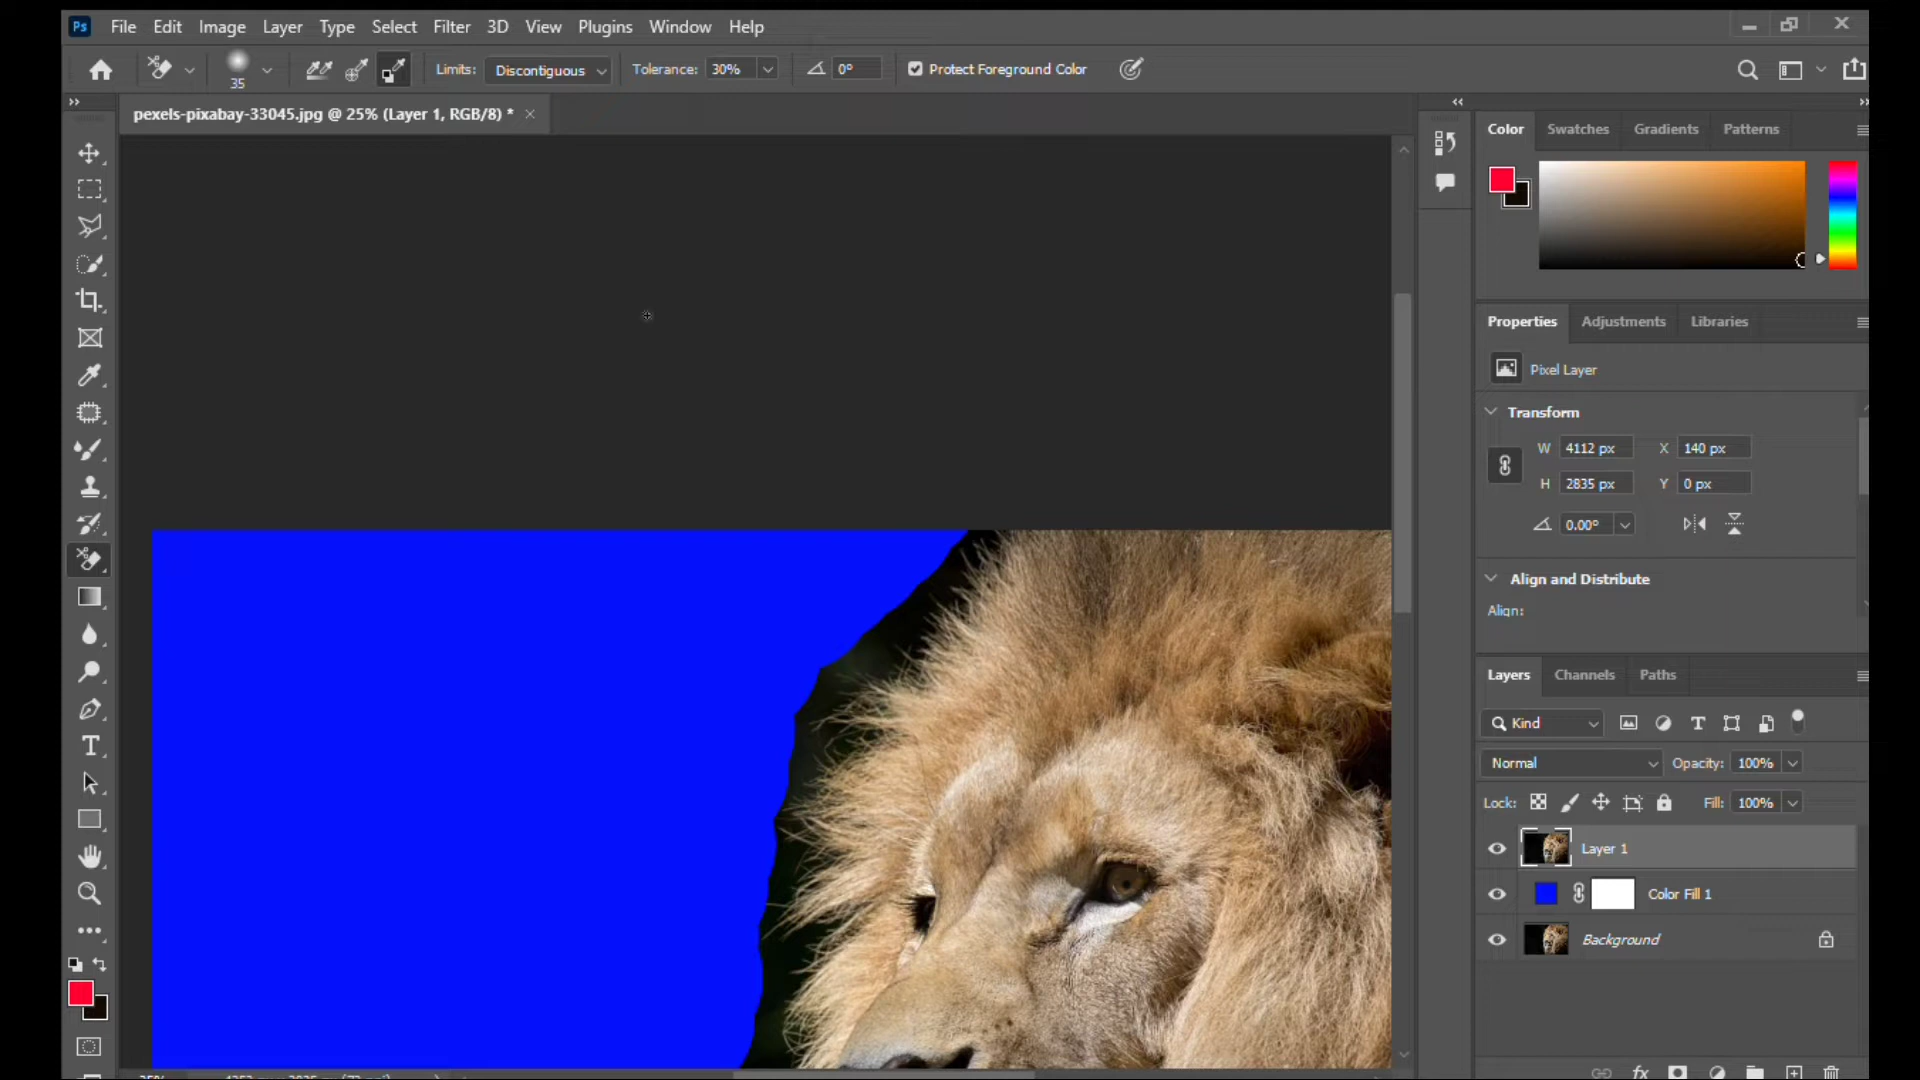 Ps File Edit Image Layer Type Select Filter 3D View Plugins Window Help
35 Limits: Discontiguous Tolerance: 30% 0° Protect Foreground Color
pexels-pixabay-33045.jpg @ 25% (Layer 1, RGB/8) *
Color Swatches Gradients Patterns
Properties Adjustments Libraries
Pixel Layer
Transform
W 4112 px X 140 px
H 2835 px Y 0 px
0.00°
Align and Distribute
Align:
Layers Channels Paths
Kind
Normal Opacity: 100%
Lock: Fill: 100%
Layer 1
Color Fill 1
Background